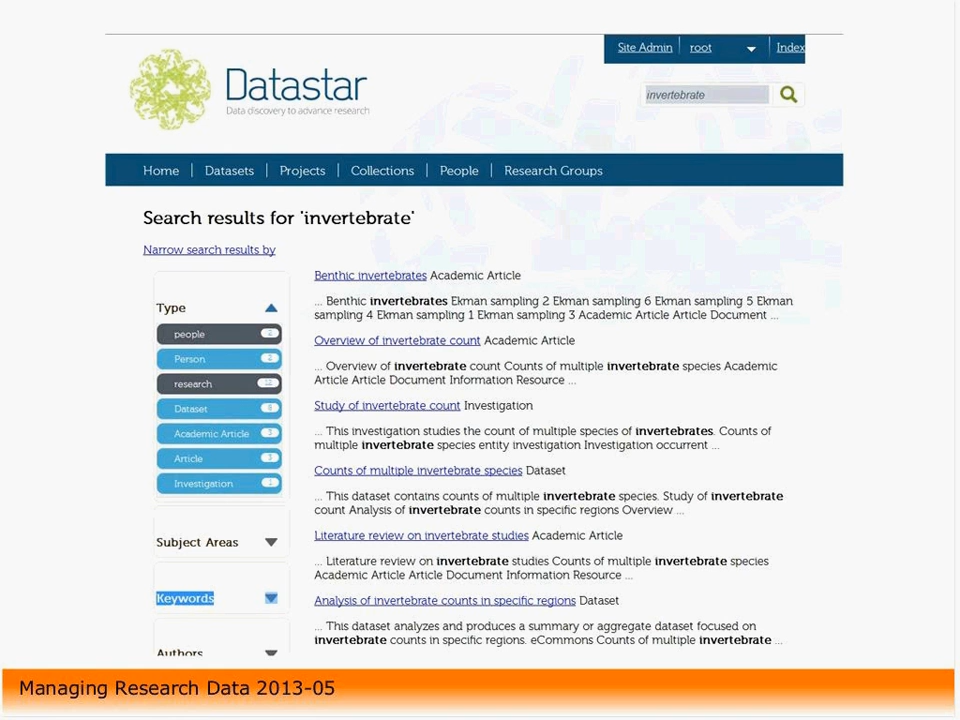 Site Admin root Index
Datastar
Data discovery to advance research
invertebrate
Home Datasets Projects Collections People Research Groups
Search results for 'invertebrate'
Narrow search results by
Type
people 2
Person 2
research 12
Dataset 8
Academic Article 3
Article 3
Investigation 1
Subject Areas
Keywords
Authors
Benthic invertebrates Academic Article
... Benthic invertebrates Ekman sampling 2 Ekman sampling 6 Ekman sampling 5 Ekman
sampling 4 Ekman sampling 1 Ekman sampling 3 Academic Article Article Document ...
Overview of invertebrate count Academic Article
... Overview of invertebrate count Counts of multiple invertebrate species Academic
Article Article Document Information Resource ...
Study of invertebrate count Investigation
... This investigation studies the count of multiple species of invertebrates. Counts of
multiple invertebrate species entity investigation Investigation occurrent ...
Counts of multiple invertebrate species Dataset
... This dataset contains counts of multiple invertebrate species. Study of invertebrate
count Analysis of invertebrate counts in specific regions Overview ...
Literature review on invertebrate studies Academic Article
... Literature review on invertebrate studies Counts of multiple invertebrate species
Academic Article Article Document Information Resource ...
Analysis of invertebrate counts in specific regions Dataset
... This dataset analyzes and produces a summary or aggregate dataset focused on
invertebrate counts in specific regions. eCommons Counts of multiple invertebrate ...
Managing Research Data 2013-05